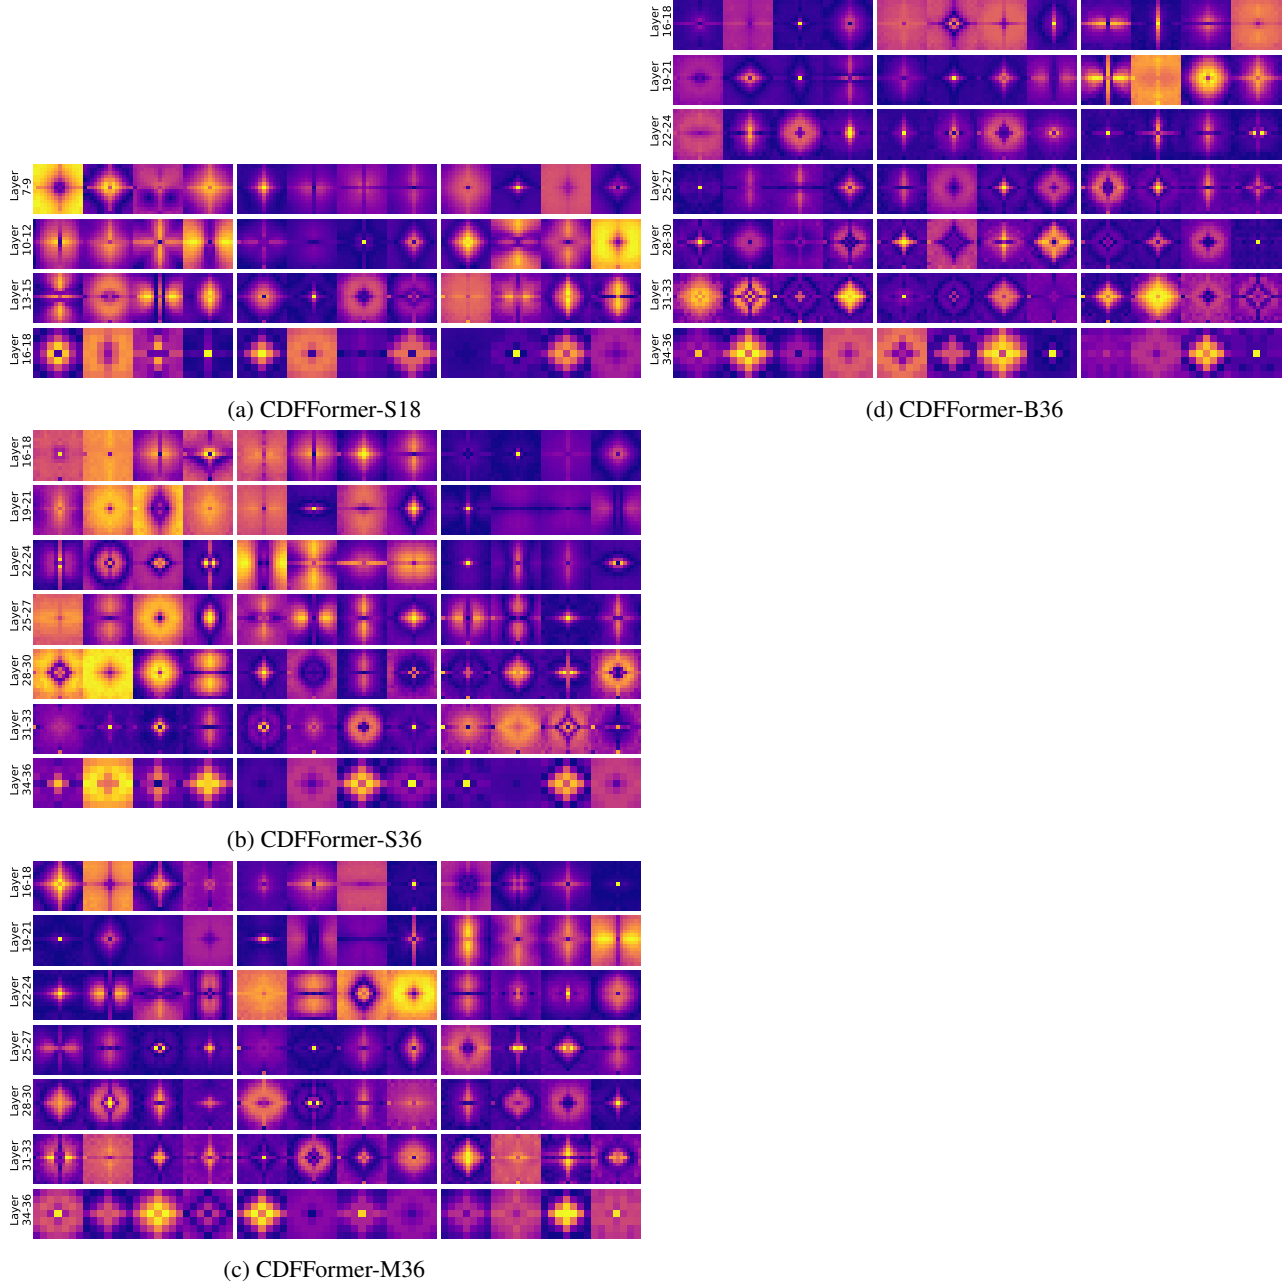 Layer
7-9
Layer
10-12
Layer
13-15
Layer
16-18
(a) CDFFormer-S18
Layer
16-18
Layer
19-21
Layer
22-24
Layer
25-27
Layer
28-30
Layer
31-33
Layer
34-36
(b) CDFFormer-S36
Layer
16-18
Layer
19-21
Layer
22-24
Layer
25-27
Layer
28-30
Layer
31-33
Layer
34-36
(c) CDFFormer-M36
Layer
16-18
Layer
19-21
Layer
22-24
Layer
25-27
Layer
28-30
Layer
31-33
Layer
34-36
(d) CDFFormer-B36